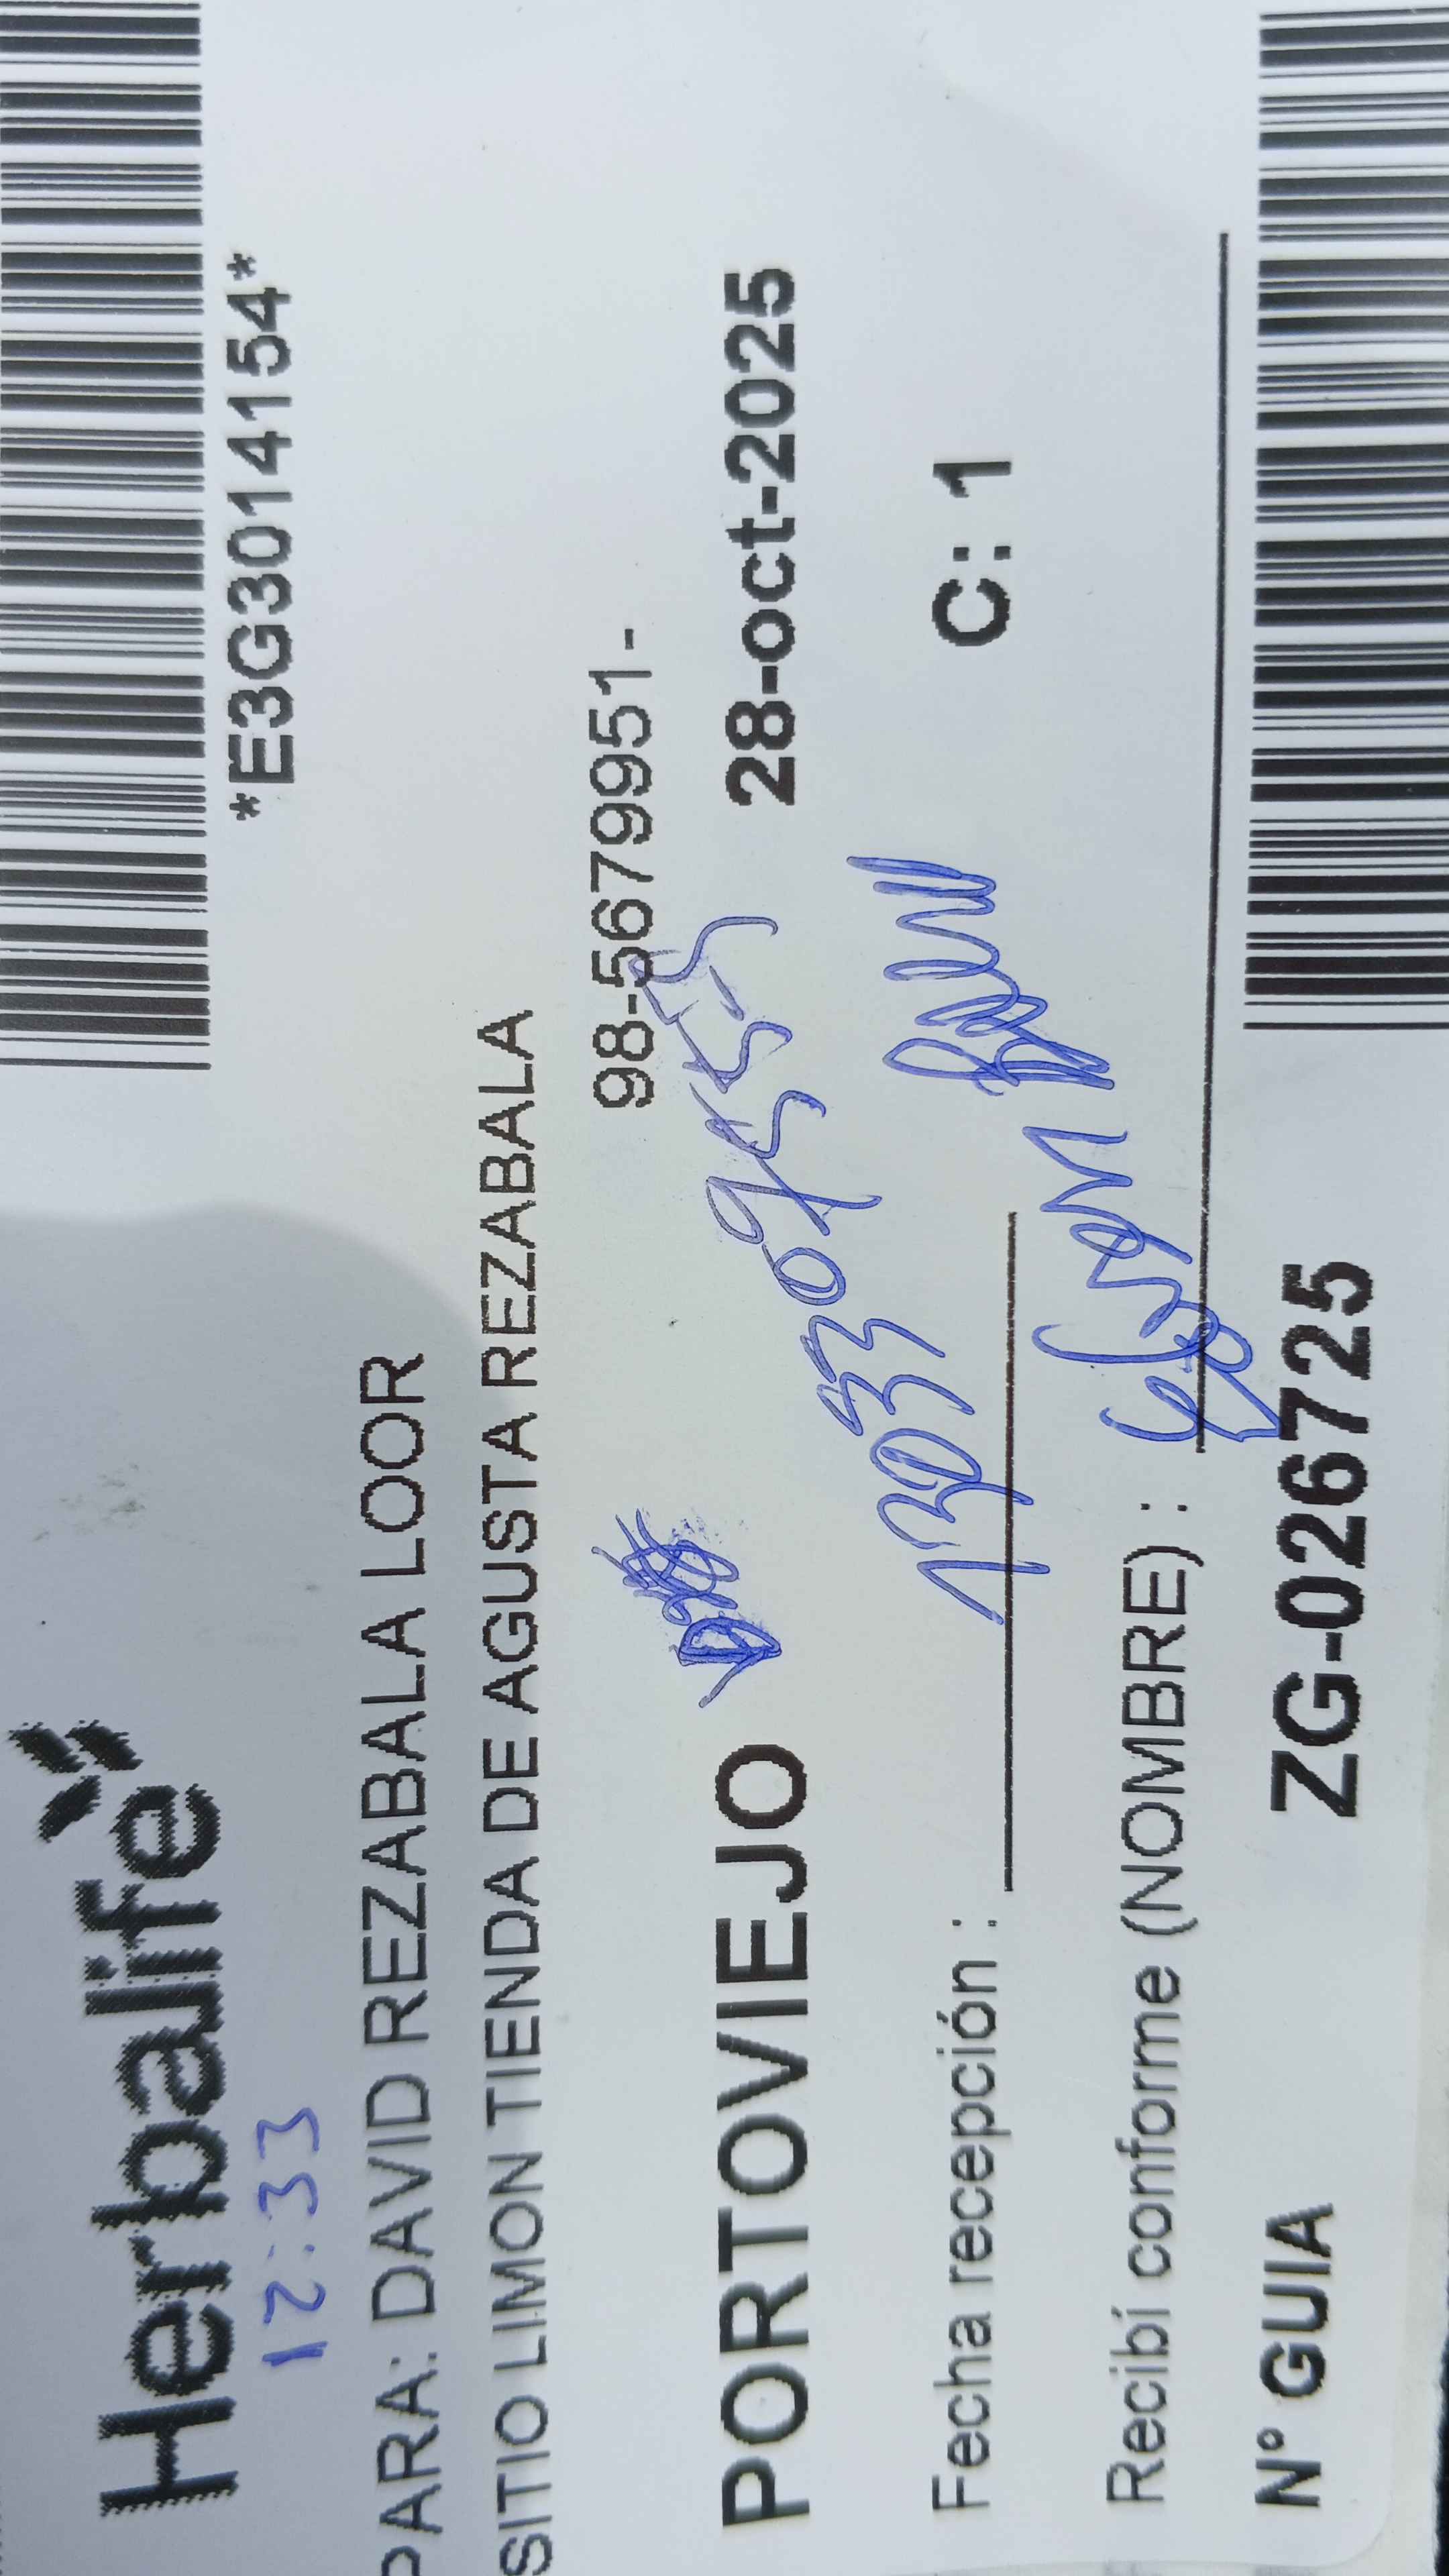 Herbalife
*E3G3014154*
12:33
PARA: DAVID REZABALA LOOR
SITIO LIMON TIENDA DE AGUSTA REZABALA
98-5679951-
PORTOVIEJO
28-oct-2025
Fecha recepción :
C: 1
Recibí conforme (NOMBRE) :
N° GUIA
ZG-026725